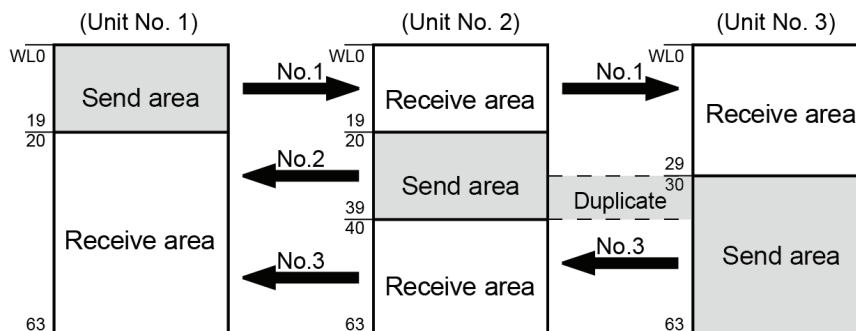 (Unit No. 1) (Unit No. 2) (Unit No. 3)
WL0 WL0 WL0
No.1 No.1
Send area Receive area
Receive area
19 19
20 20
No.2 29
30
Send area Duplicate
39
40
Receive area
No.3 No.3
Receive area Send area
63 63 63